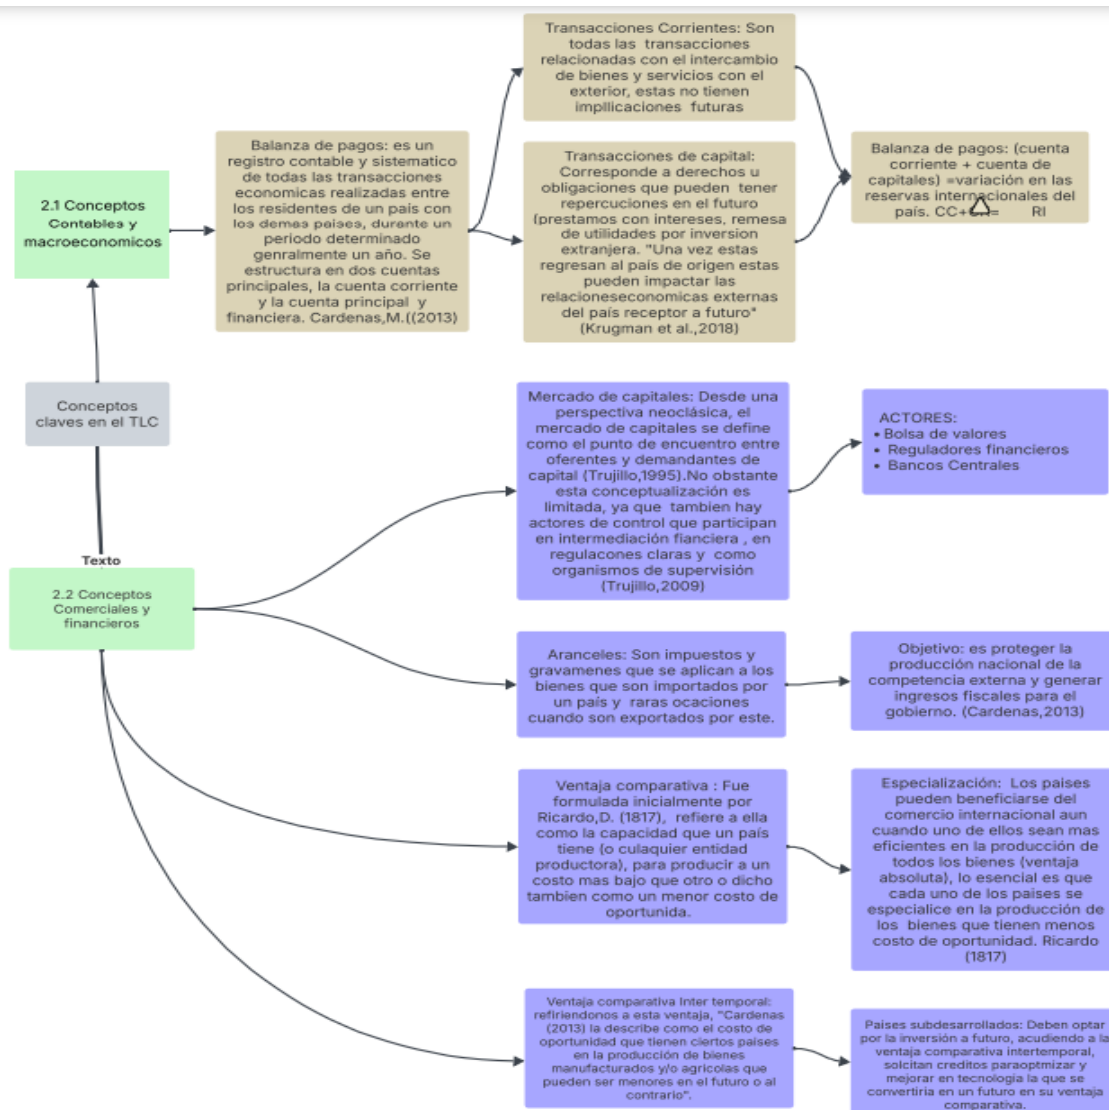 Transacciones Corrientes: Son
todas las transacciones
relacionadas con el intercambio
de bienes y servicios con el
exterior, estas no tienen
impllicaciones futuras
Balanza de pagos: es un
registro contable y sistematico
de todas las transacciones
economicas realizadas entre
los residentes de un país con
los demas paises, durante un
periodo determinado
genralmente un año. Se
estructura en dos cuentas
principales, la cuenta corriente
y la cuenta principal y
financiera. Cardenas,M.((2013)
Transacciones de capital:
Corresponde a derechos u
obligaciones que pueden tener
repercuciones en el futuro
(prestamos con intereses, remesa
de utilidades por inversion
extranjera. "Una vez estas
regresan al país de origen estas
pueden impactar las
relacioneseconomicas externas
del país receptor a futuro"
(Krugman et al.,2018)
Balanza de pagos: (cuenta
corriente + cuenta de
capitales) =variación en las
reservas internacionales del
país. CC+ = RI
2.1 Conceptos
Contables y
macroeconomicos
Conceptos
claves en el TLC
Texto
2.2 Conceptos
Comerciales y
financieros
Mercado de capitales: Desde una
perspectiva neoclásica, el
mercado de capitales se define
como el punto de encuentro entre
oferentes y demandantes de
capital (Trujillo,1995).No obstante
esta conceptualización es
limitada, ya que tambien hay
actores de control que participan
en intermediación fianciera , en
regulacones claras y como
organismos de supervisión
(Trujillo,2009)
ACTORES:
• Bolsa de valores
• Reguladores financieros
• Bancos Centrales
Aranceles: Son impuestos y
gravamenes que se aplican a los
bienes que son importados por
un país y raras ocaciones
cuando son exportados por este.
Objetivo: es proteger la
producción nacional de la
competencia externa y generar
ingresos fiscales para el
gobierno. (Cardenas,2013)
Ventaja comparativa : Fue
formulada inicialmente por
Ricardo,D. (1817), refiere a ella
como la capacidad que un país
tiene (o culaquier entidad
productora), para producir a un
costo mas bajo que otro o dicho
tambien como un menor costo de
oportunida.
Especialización: Los paises
pueden beneficiarse del
comercio internacional aun
cuando uno de ellos sean mas
eficientes en la producción de
todos los bienes (ventaja
absoluta), lo esencial es que
cada uno de los paises se
especialice en la producción de
los bienes que tienen menos
costo de oportunidad. Ricardo
(1817)
Ventaja comparativa Inter temporal:
refiriendonos a esta ventaja, "Cardenas
(2013) la describe como el costo de
oportunidad que tienen ciertos países
en la producción de bienes
manufacturados y/o agricolas que
pueden ser menores en el futuro o al
contrario".
Paises subdesarrollados: Deben optar
por la inversión a futuro, acudiendo a la
ventaja comparativa intertemporal,
solcitan creditos paraoptmizar y
mejorar en tecnologia la que se
convertiria en un futuro en su ventaja
comparativa.